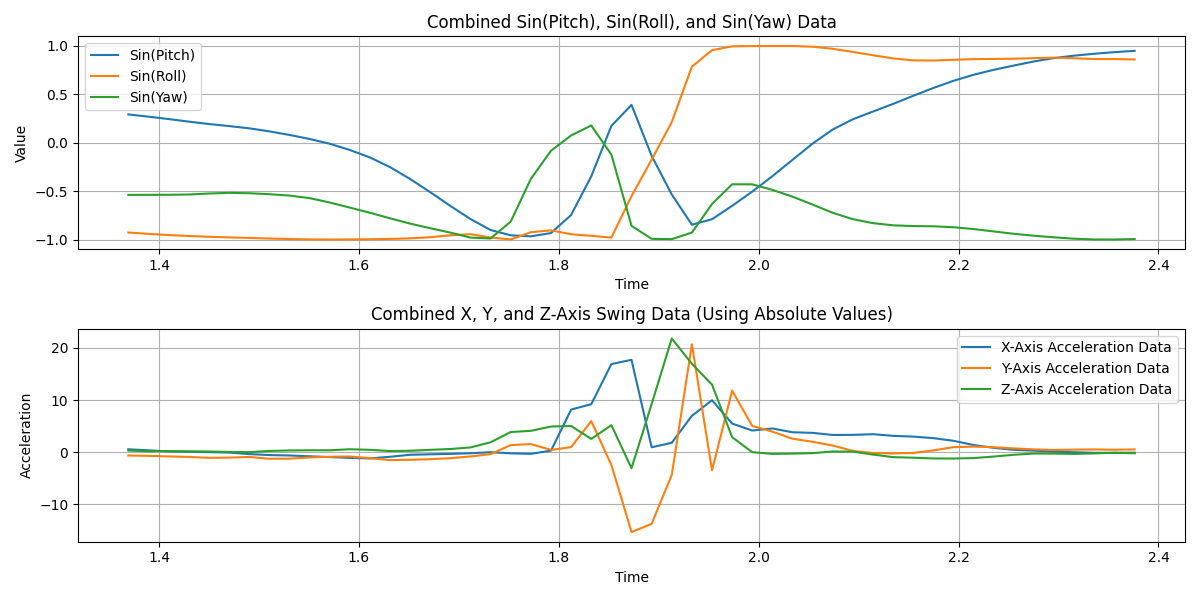 Combined Sin(Pitch), Sin(Roll), and Sin(Yaw) Data
Sin(Pitch)
Sin(Roll)
Sin(Yaw)
Value
1.0
0.5
0.0
−0.5
−1.0
1.4 1.6 1.8 2.0 2.2 2.4
Time
Combined X, Y, and Z-Axis Swing Data (Using Absolute Values)
X-Axis Acceleration Data
Y-Axis Acceleration Data
Z-Axis Acceleration Data
Acceleration
20
10
0
−10
1.4 1.6 1.8 2.0 2.2 2.4
Time